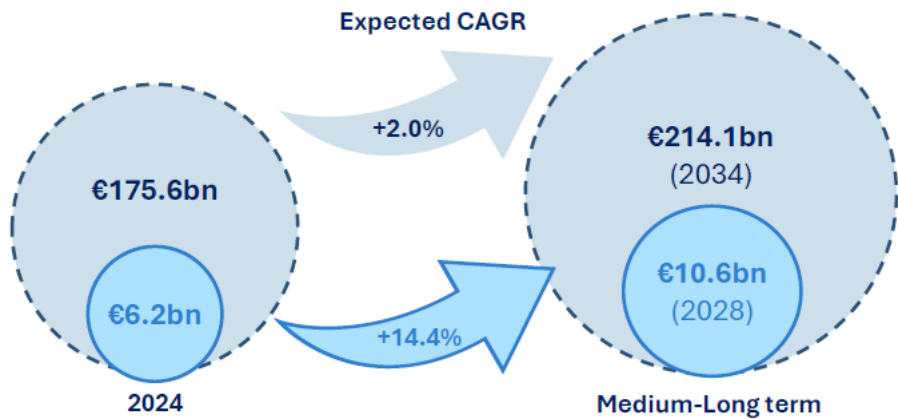 Expected CAGR
+2.0%
€175.6bn
€214.1bn
(2034)
€6.2bn
+14.4%
€10.6bn
(2028)
2024
Medium-Long term